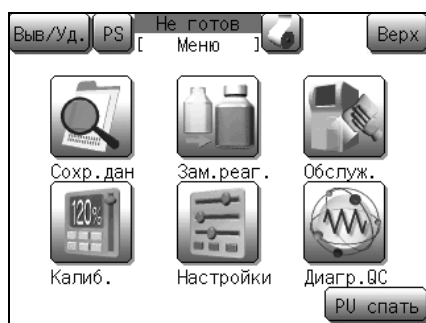 Выв/Уд. PS Не готов Верх
[ Меню ]
Сохр.дан Зам.реаг. Обслуж.
120%
Калиб. Настройки Диагр.QC
PU спать